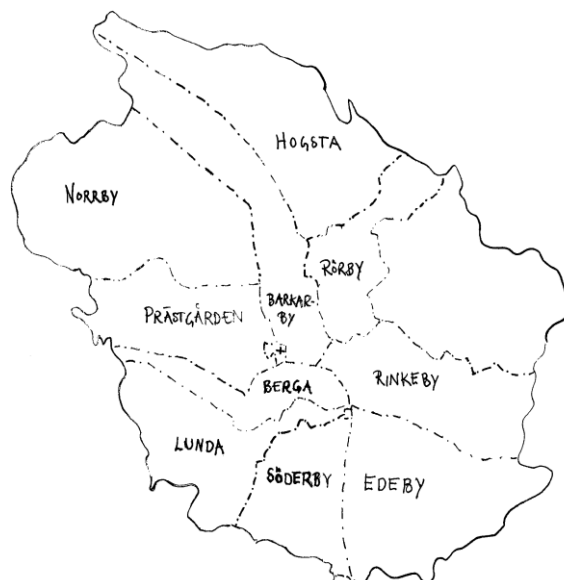 HOGSTA
NORRBY
RÖRBY
BARKAR-
BY
PRÄSTGÅRDEN
BERGA
RINKEBY
LUNDA
SÖDERBY
EDEBY